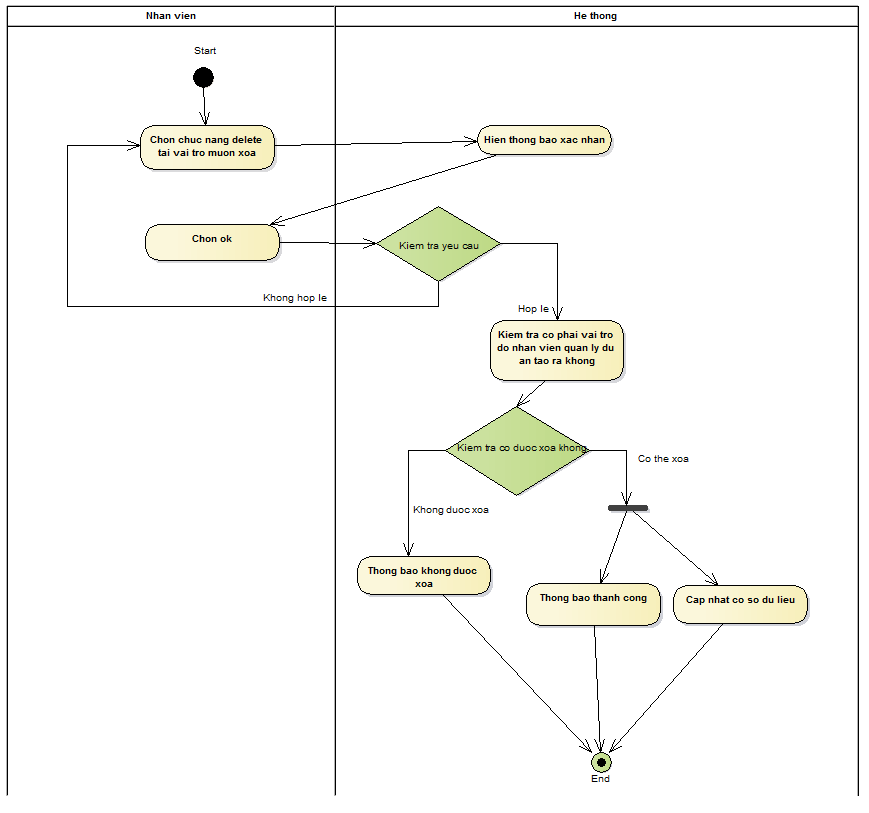 Nhan vien
He thong
Start
Chon chuc nang delete
tai vai tro muon xoa
Hien thong bao xac nhan
Chon ok
Kiem tra yeu cau
Khong hop le
Hop le
Kiem tra co phai vai tro
do nhan vien quan ly du
an tao ra khong
Kiem tra co duoc xoa khong
Co the xoa
Khong duoc xoa
Thong bao khong duoc
xoa
Thong bao thanh cong
Cap nhat co so du lieu
End